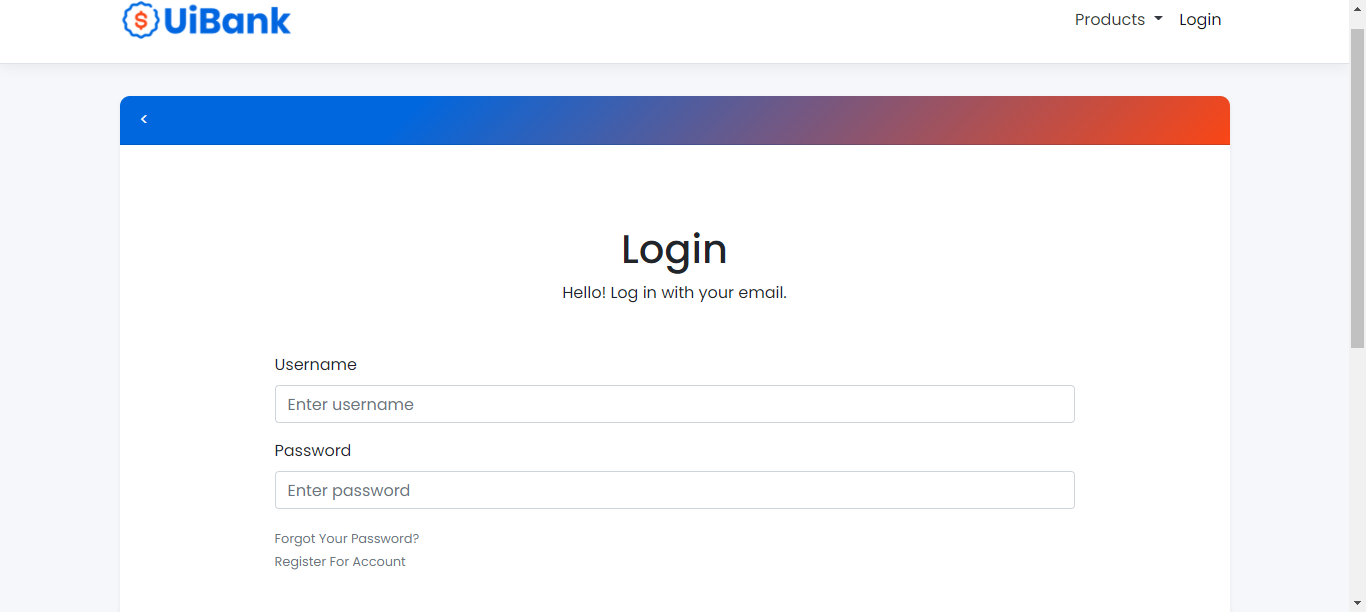 $ UiBank
Products Login
<
Login
Hello! Log in with your email.
Username
Enter username
Password
Enter password
Forgot Your Password?
Register For Account